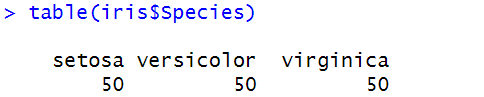 > table(iris$Species)
setosa versicolor virginica
50 50 50